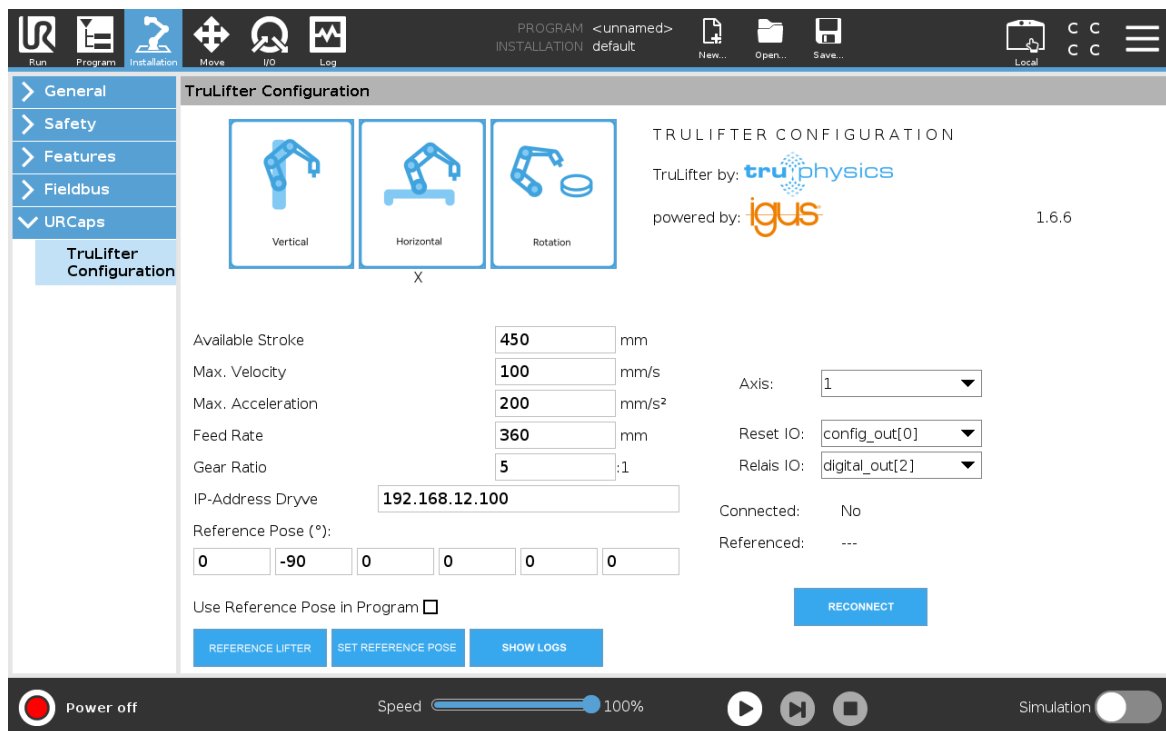 PROGRAM <unnamed>
INSTALLATION default
Run Program Installation Move I/O Log New... Open... Save... Local
C C
C C
General
Safety
Features
Fieldbus
URCaps
TruLifter
Configuration
TruLifter Configuration
Vertical Horizontal Rotation
X
TRULIFTER CONFIGURATION
TruLifter by: truphysics
powered by: igus 1.6.6
Available Stroke 450 mm
Max. Velocity 100 mm/s
Max. Acceleration 200 mm/s²
Feed Rate 360 mm
Gear Ratio 5 :1
IP-Address Dryve 192.168.12.100
Reference Pose (°):
0 -90 0 0 0 0
Use Reference Pose in Program
REFERENCE LIFTER SET REFERENCE POSE SHOW LOGS
Axis: 1
Reset IO: config_out[0]
Relais IO: digital_out[2]
Connected: No
Referenced: ---
RECONNECT
Power off Speed 100% Simulation